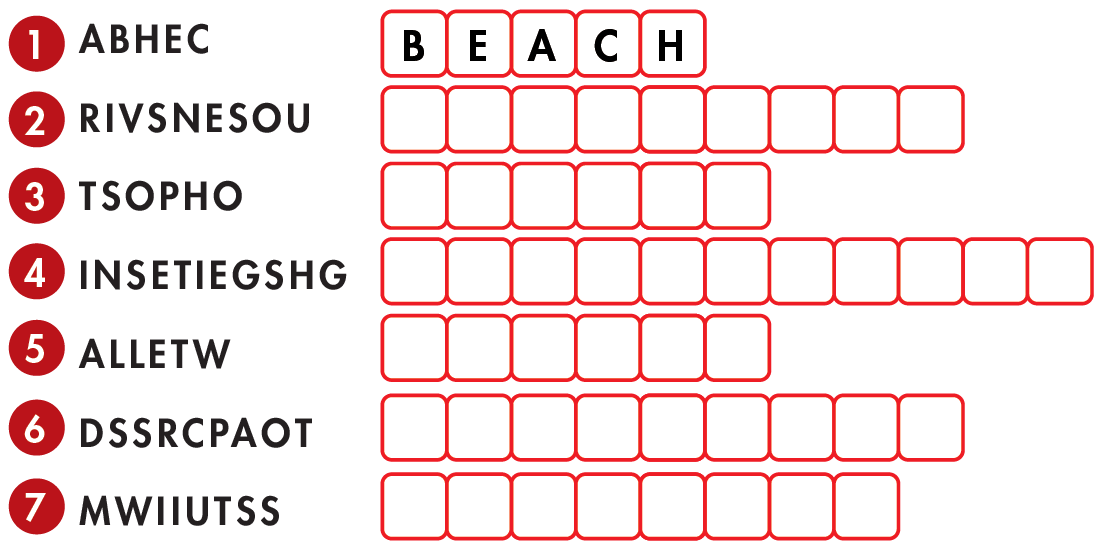 1 ABHEC B E A C H
2 RIVSNESOU
3 TSOPHO
4 INSETIEGSHG
5 ALLETW
6 DSSRCPAOT
7 MWIIUTSS